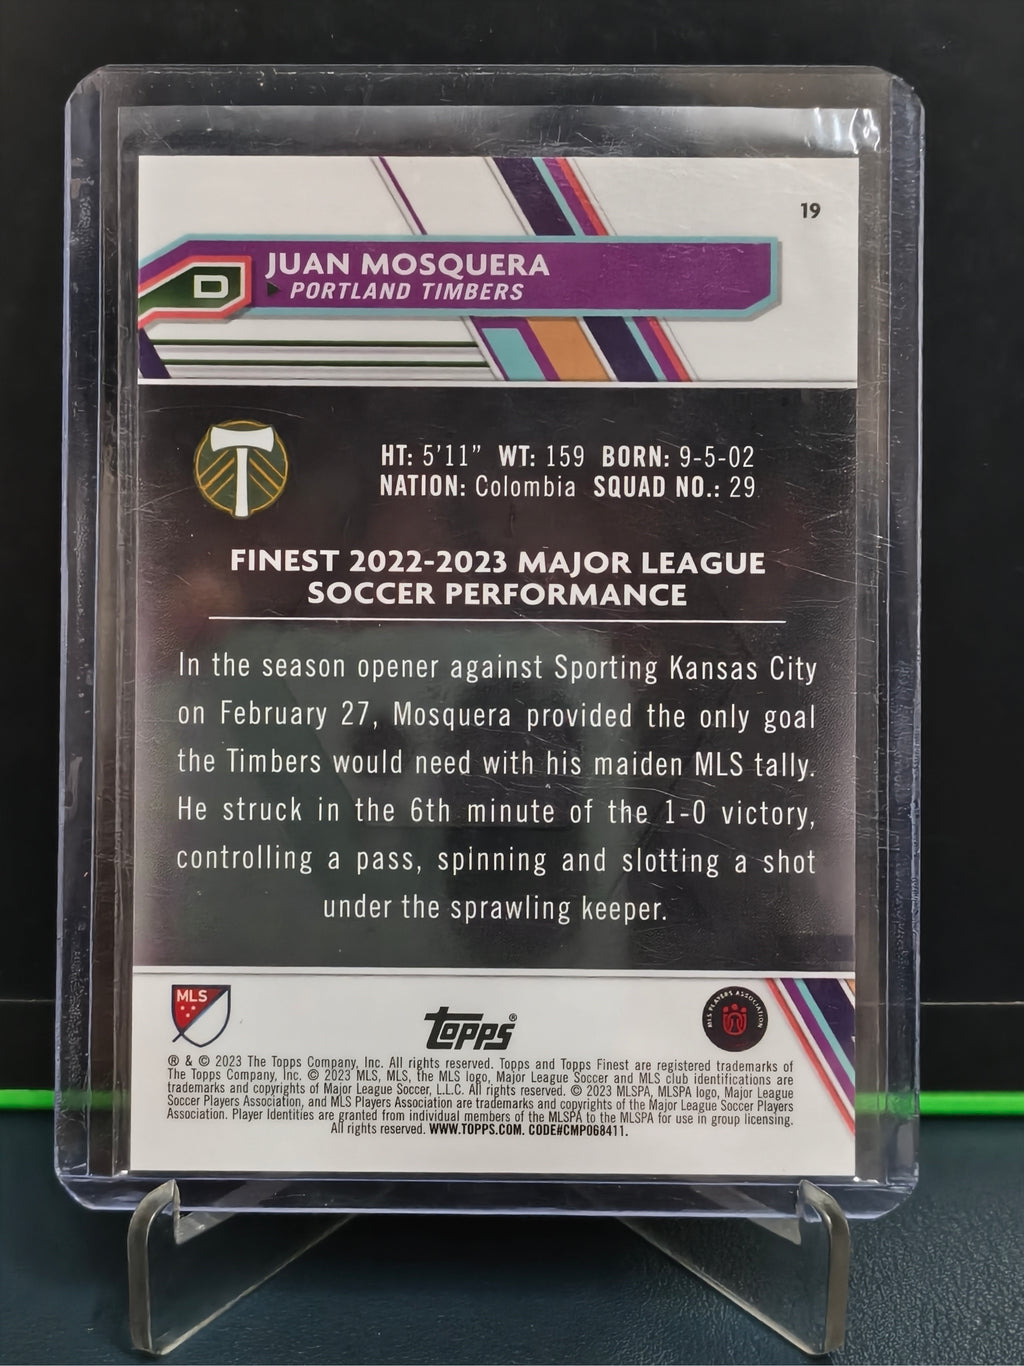 19
D
JUAN MOSQUERA
PORTLAND TIMBERS
HT: 5'11" WT: 159 BORN: 9-5-02
NATION: Colombia SQUAD NO.: 29
FINEST 2022-2023 MAJOR LEAGUE
SOCCER PERFORMANCE
In the season opener against Sporting Kansas City
on February 27, Mosquera provided the only goal
the Timbers would need with his maiden MLS tally.
He struck in the 6th minute of the 1-0 victory,
controlling a pass, spinning and slotting a shot
under the sprawling keeper.
MLS
topps®
MLS PLAYERS ASSOCIATION
® & © 2023 The Topps Company, Inc. All rights reserved. Topps and Topps Finest are registered trademarks of
The Topps Company, Inc. © 2023 MLS, MLS, the MLS logo, Major League Soccer and MLS club identifications are
trademarks and copyrights of Major League Soccer, L.L.C. All rights reserved. © 2023 MLSPA, MLSPA logo, Major League
Soccer Players Association, and MLS Players Association are trademarks and copyrights of the Major League Soccer Players
Association. Player Identities are granted from individual members of the MLSPA to the MLSPA for use in group licensing.
All rights reserved. WWW.TOPPS.COM. CODE#CMP068411.